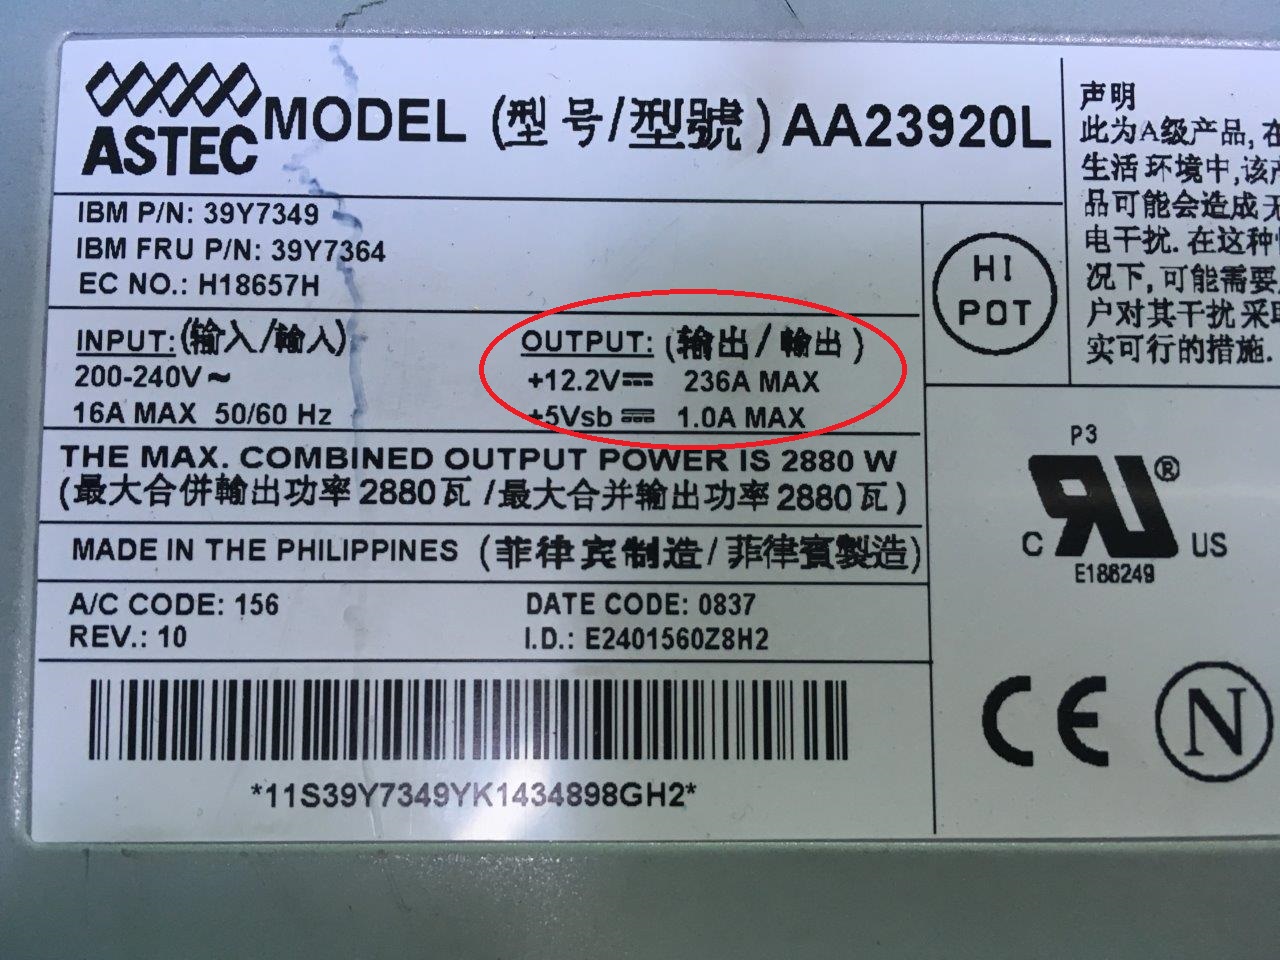 ASTEC MODEL (型号/型號) AA23920L
IBM P/N: 39Y7349
IBM FRU P/N: 39Y7364
EC NO.: H18657H
HI
POT
声明
此为A级产品, 在
生活环境中,该产
品可能会造成无
电干扰. 在这种
况下, 可能需要
户对其干扰采取
实可行的措施.
INPUT: (输入/輸入)
200-240V ~
16A MAX 50/60 Hz
OUTPUT: (输出/輸出)
+12.2V 236A MAX
+5Vsb 1.0A MAX
THE MAX. COMBINED OUTPUT POWER IS 2880 W
(最大合併輸出功率 2880瓦 /最大合并输出功率 2880瓦)
MADE IN THE PHILIPPINES (菲律宾制造/菲律賓製造)
A/C CODE: 156
REV.: 10
DATE CODE: 0837
I.D.: E2401560Z8H2
*11S39Y7349YK1434898GH2*
P3
C RU ® US
E186249
CE N